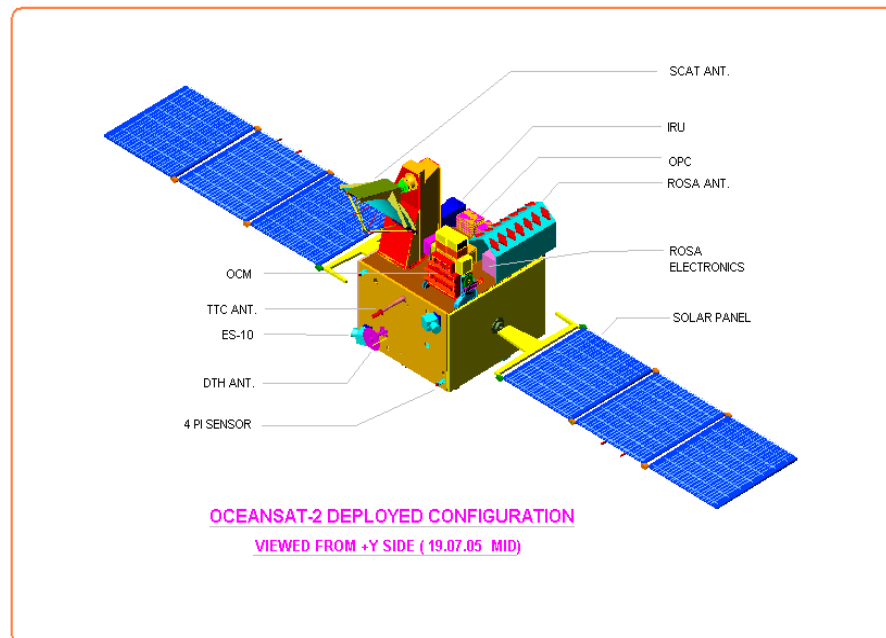 SCAT ANT.
IRU
OPC
ROSA ANT.
ROSA
ELECTRONICS
SOLAR PANEL
OCM
TTC ANT.
ES-10
DTH ANT.
4 PI SENSOR
OCEANSAT-2 DEPLOYED CONFIGURATION
VIEWED FROM +Y SIDE ( 19.07.05 MID)